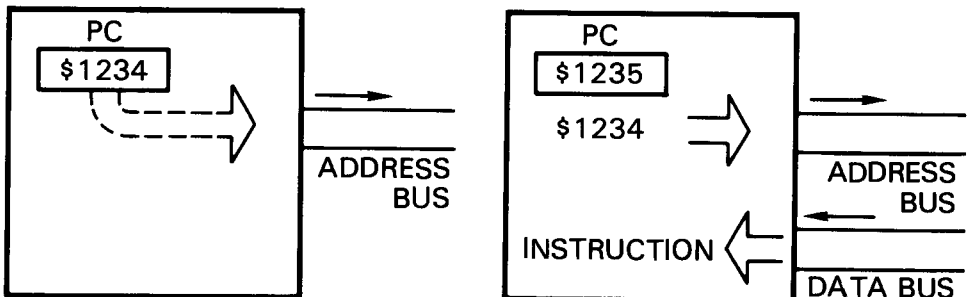 PC
$1234
ADDRESS
BUS
PC
$1235
$1234
ADDRESS
BUS
INSTRUCTION
DATA BUS